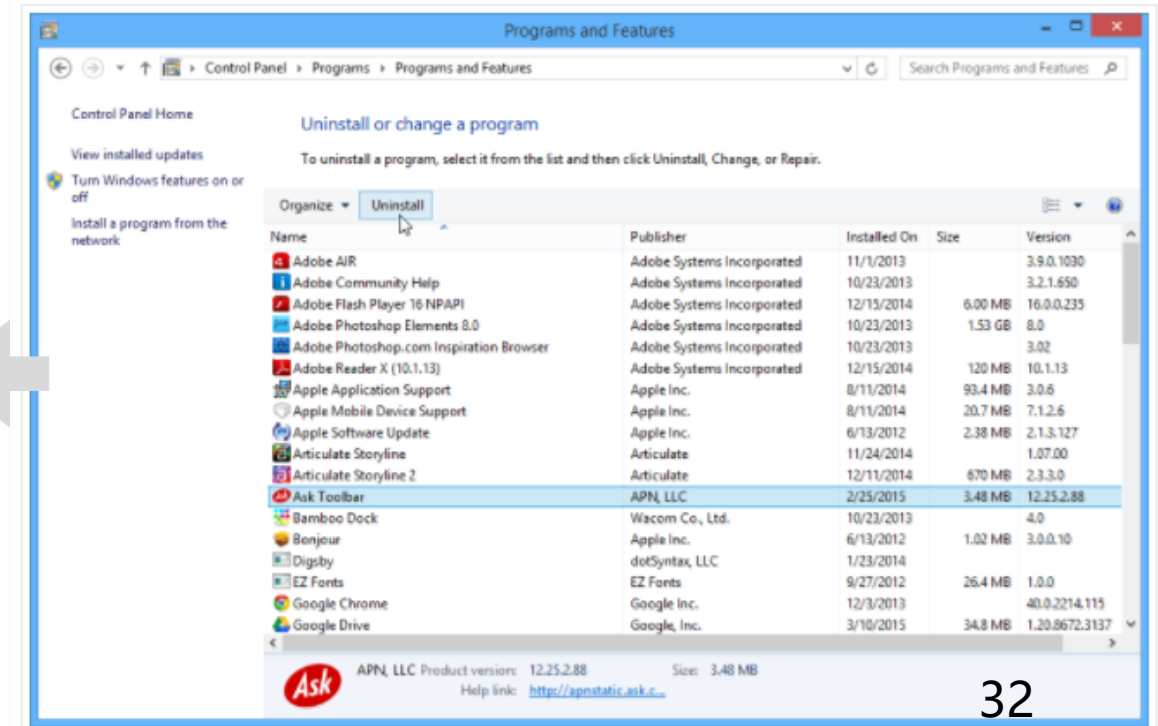 Programs and Features
Control Panel Programs Programs and Features
Search Programs and Features
Control Panel Home
View installed updates
Turn Windows features on or
off
Install a program from the
network
Uninstall or change a program
To uninstall a program, select it from the list and then click Uninstall, Change, or Repair.
Organize Uninstall
Name Publisher Installed On Size Version
Adobe AIR Adobe Systems Incorporated 11/1/2013 3.9.0.1030
Adobe Community Help Adobe Systems Incorporated 10/23/2013 3.2.1.650
Adobe Flash Player 16 NPAPI Adobe Systems Incorporated 12/15/2014 6.00 MB 16.0.0.235
Adobe Photoshop Elements 8.0 Adobe Systems Incorporated 10/23/2013 1.53 GB 8.0
Adobe Photoshop.com Inspiration Browser Adobe Systems Incorporated 10/23/2013 3.02
Adobe Reader X (10.1.13) Adobe Systems Incorporated 12/15/2014 120 MB 10.1.13
Apple Application Support Apple Inc. 8/11/2014 93.4 MB 3.0.6
Apple Mobile Device Support Apple Inc. 8/11/2014 20.7 MB 7.1.2.6
Apple Software Update Apple Inc. 6/13/2012 2.38 MB 2.1.3.127
Articulate Storyline Articulate 11/24/2014 1.07.00
Articulate Storyline 2 Articulate 12/11/2014 670 MB 2.3.3.0
Ask Toolbar APN, LLC 2/25/2015 3.48 MB 12.25.2.88
Bamboo Dock Wacom Co., Ltd. 10/23/2013 4.0
Bonjour Apple Inc. 6/13/2012 1.02 MB 3.0.0.10
Digsby dotSyntax, LLC 1/23/2014
EZ Fonts EZ Fonts 9/27/2012 26.4 MB 1.0.0
Google Chrome Google Inc. 12/3/2013 40.0.2214.115
Google Drive Google, Inc. 3/10/2015 34.8 MB 1.20.8672.3137
Ask
APN, LLC Product version: 12.25.2.88 Size: 3.48 MB
Help link: http://apnstatic.ask.c...
32